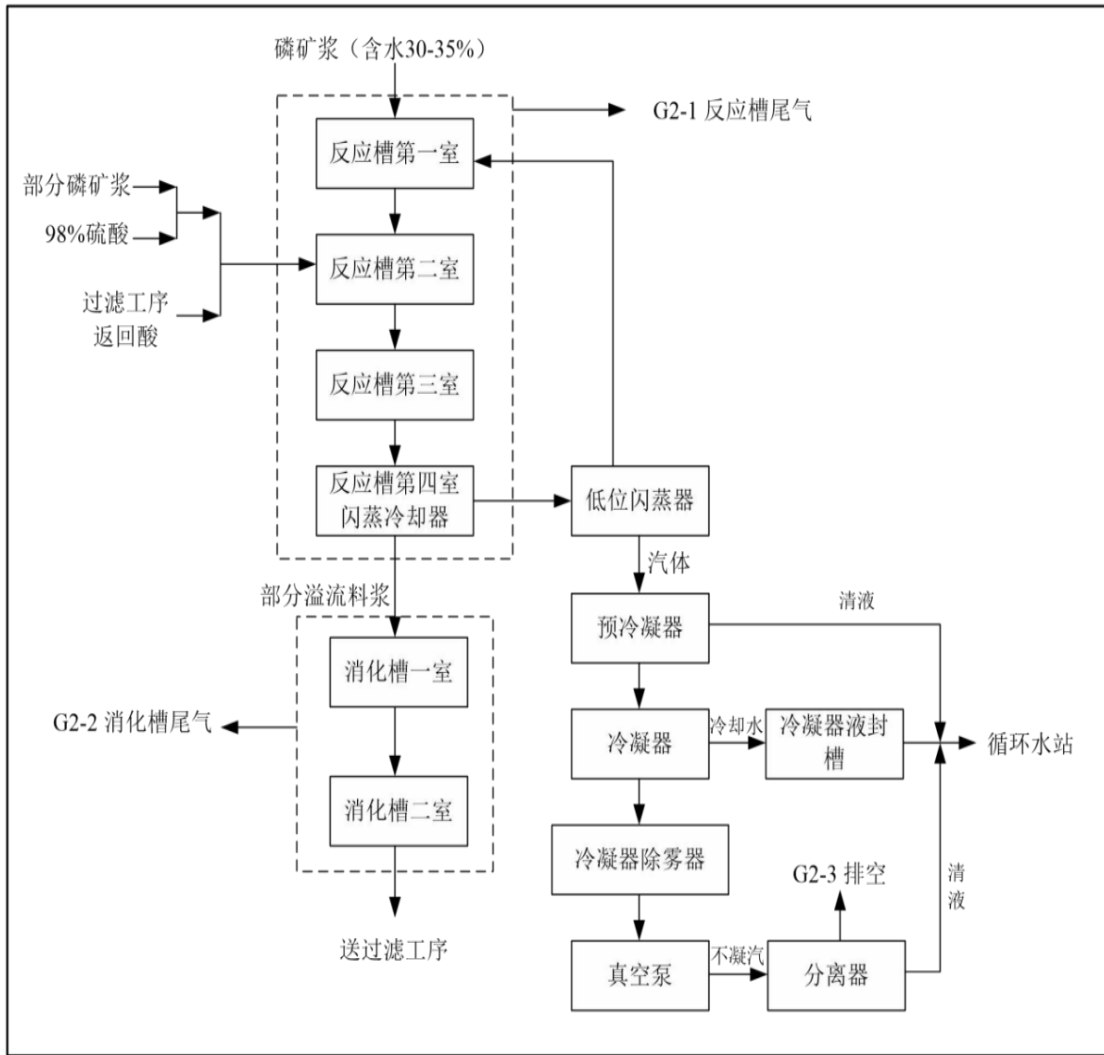 磷矿浆（含水30-35%）
G2-1 反应槽尾气
反应槽第一室
部分磷矿浆
98%硫酸
反应槽第二室
过滤工序
返回酸
反应槽第三室
反应槽第四室
闪蒸冷却器
低位闪蒸器
汽体
部分溢流料浆
清液
预冷凝器
消化槽一室
G2-2 消化槽尾气
冷凝器
冷却水
冷凝器液封
槽
循环水站
消化槽二室
冷凝器除雾器
G2-3 排空
清
液
送过滤工序
真空泵
不凝汽
分离器